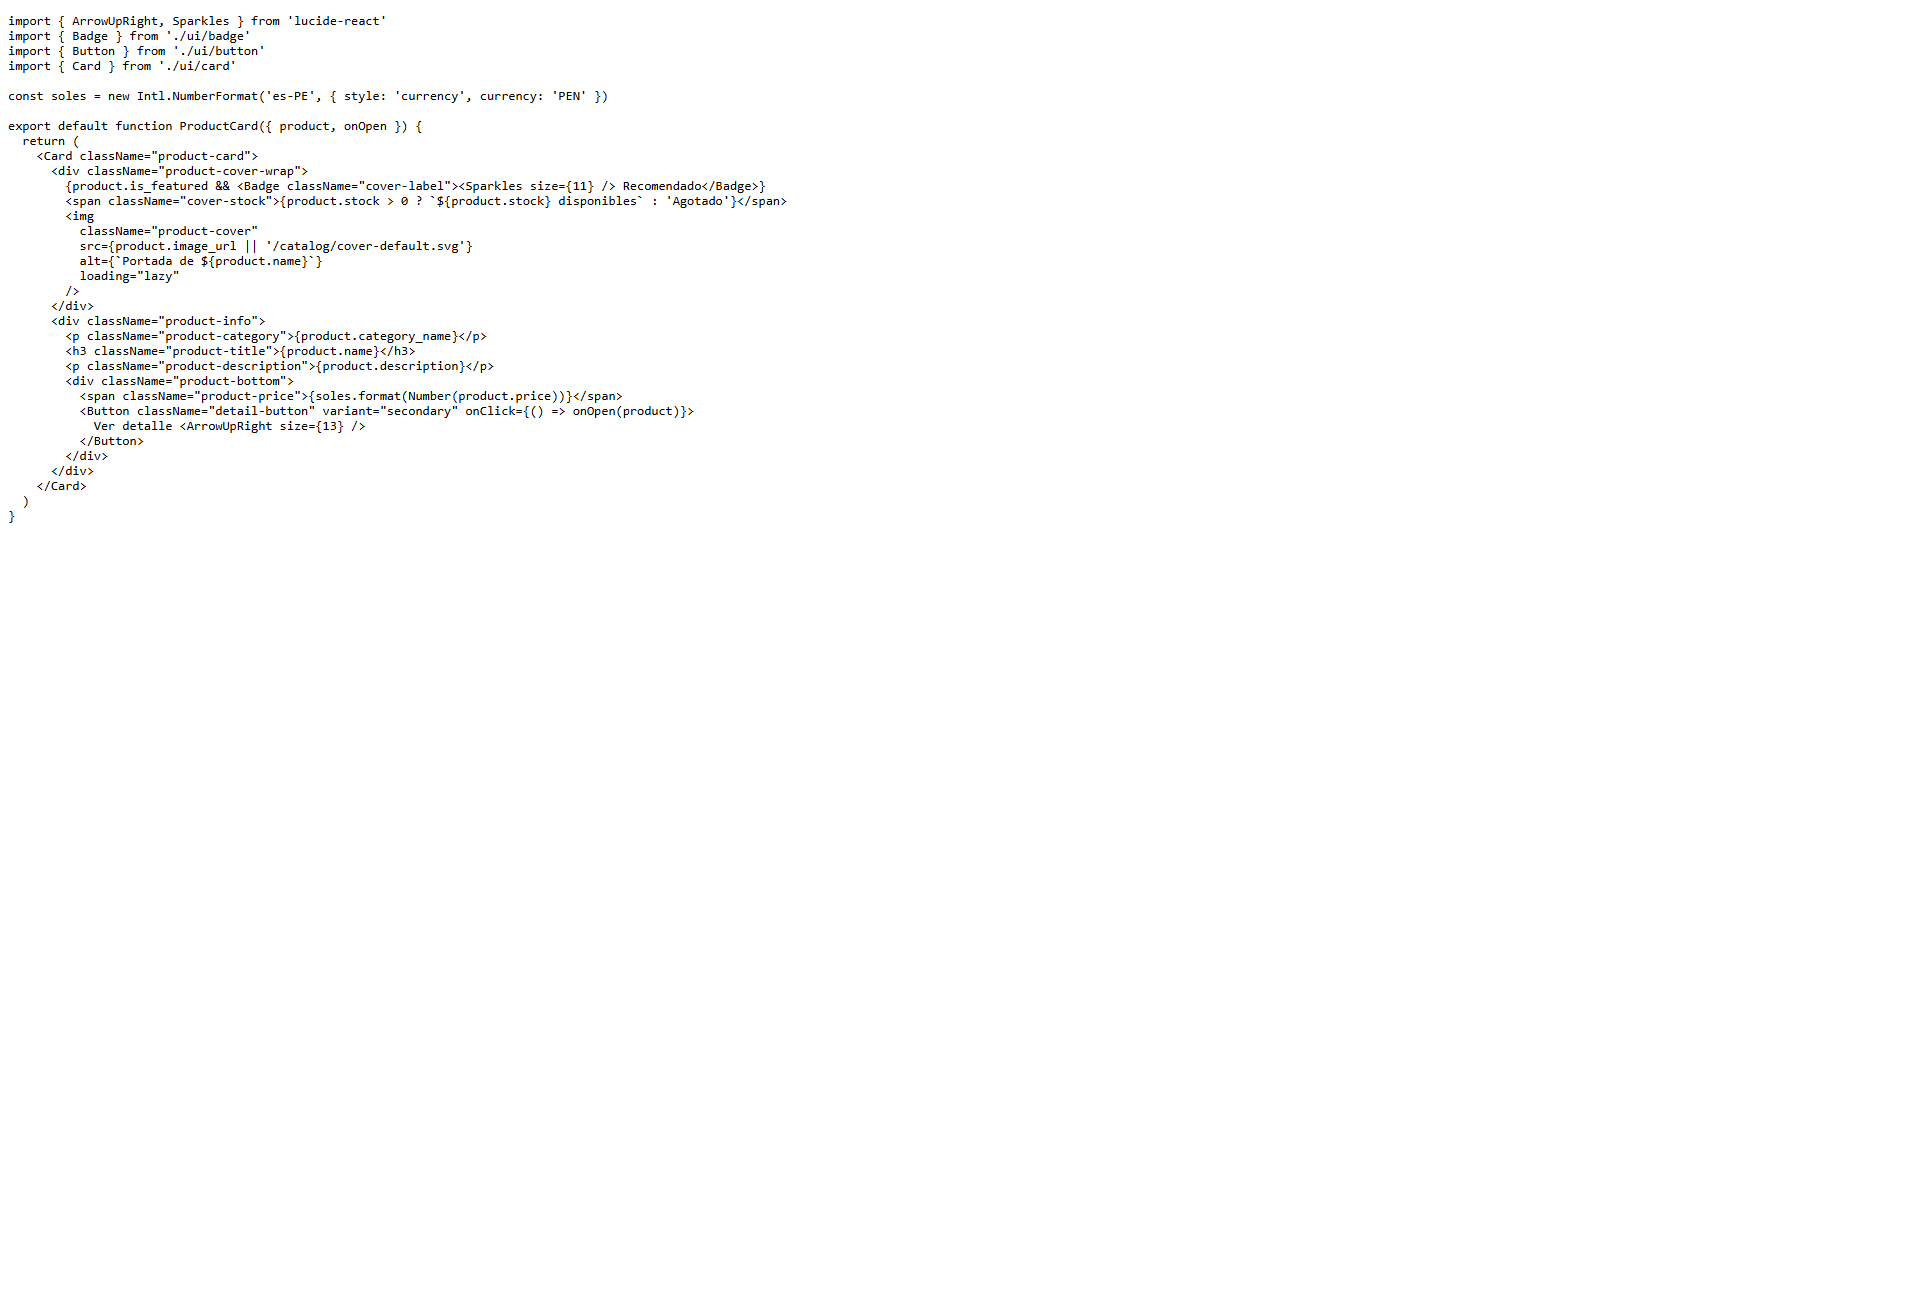 import { ArrowUpRight, Sparkles } from 'lucide-react'
import { Badge } from './ui/badge'
import { Button } from './ui/button'
import { Card } from './ui/card'

const soles = new Intl.NumberFormat('es-PE', { style: 'currency', currency: 'PEN' })

export default function ProductCard({ product, onOpen }) {
  return (
    <Card className="product-card">
      <div className="product-cover-wrap">
        {product.is_featured && <Badge className="cover-label"><Sparkles size={11} /> Recomendado</Badge>}
        <span className="cover-stock">{product.stock > 0 ? `${product.stock} disponibles` : 'Agotado'}</span>
        <img
          className="product-cover"
          src={product.image_url || '/catalog/cover-default.svg'}
          alt={`Portada de ${product.name}`}
          loading="lazy"
        />
      </div>
      <div className="product-info">
        <p className="product-category">{product.category_name}</p>
        <h3 className="product-title">{product.name}</h3>
        <p className="product-description">{product.description}</p>
        <div className="product-bottom">
          <span className="product-price">{soles.format(Number(product.price))}</span>
          <Button className="detail-button" variant="secondary" onClick={() => onOpen(product)}>
            Ver detalle <ArrowUpRight size={13} />
          </Button>
        </div>
      </div>
    </Card>
  )
}